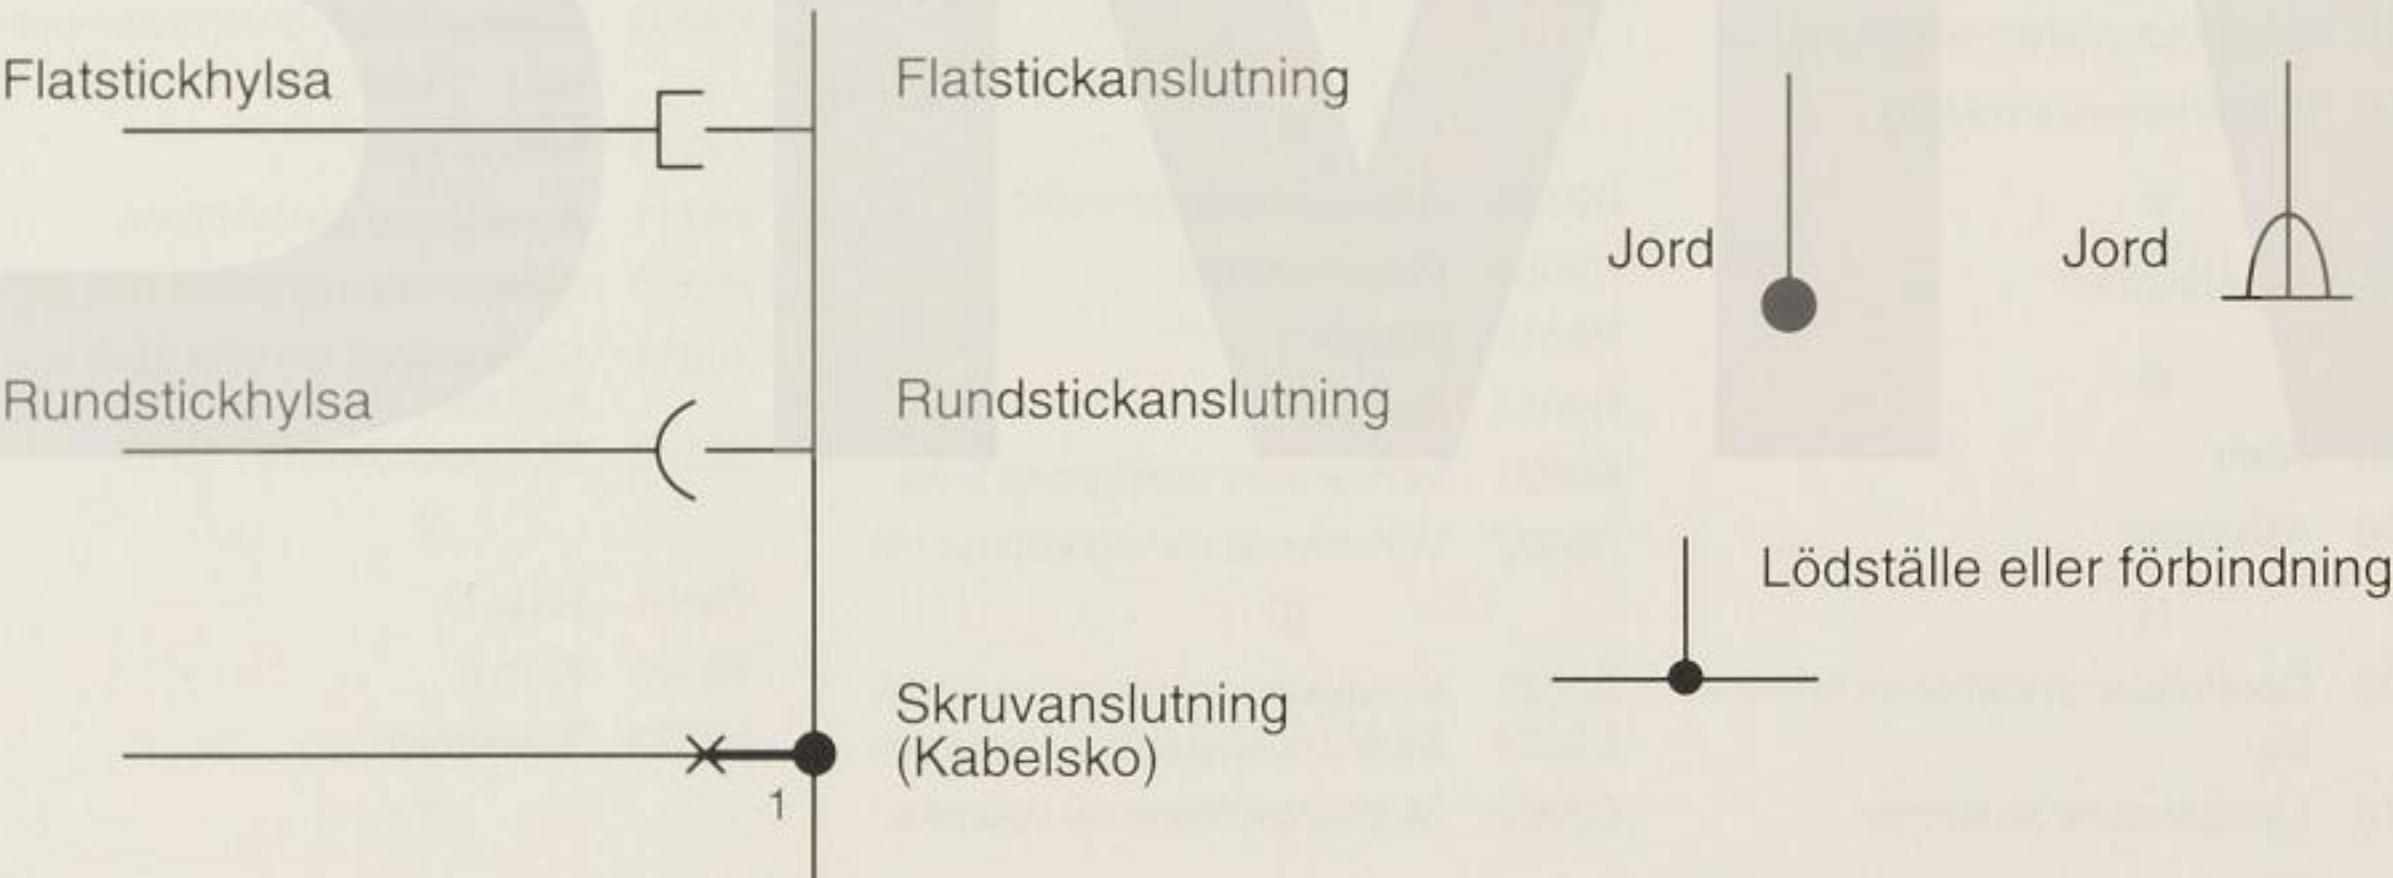 Flatstickhylsa
Flatstickanslutning
Jord
Jord
Rundstickhylsa
Rundstickanslutning
Lödställe eller förbindning
Skruvanslutning
(Kabelsko)
1